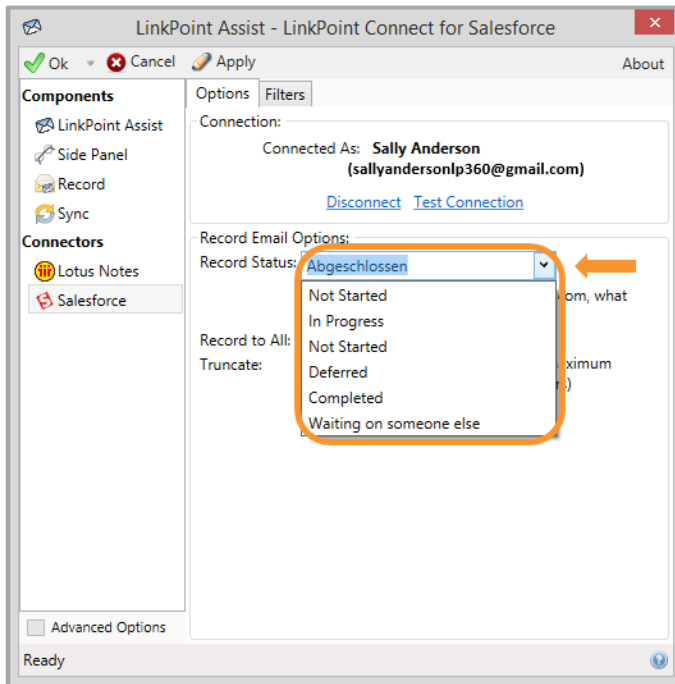 LinkPoint Assist - LinkPoint Connect for Salesforce
Ok Cancel Apply About
Components
LinkPoint Assist
Side Panel
Record
Sync
Connectors
Lotus Notes
Salesforce
Advanced Options
Options Filters
Connection:
Connected As: Sally Anderson
(sallyandersonlp360@gmail.com)
Disconnect Test Connection
Record Email Options:
Record Status: Abgeschlossen
Not Started
om, what
In Progress
Record to All: Not Started
Truncate: Deferred
ximum
Completed
Waiting on someone else
Ready